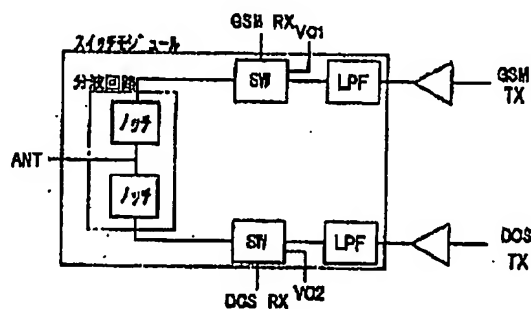 GSM RX
VC1
スイッチモジュール
分波回路
SW
LPF
GSM
TX
ノッチ
ANT
ノッチ
SW
LPF
DCS
TX
DCS RX
VC2